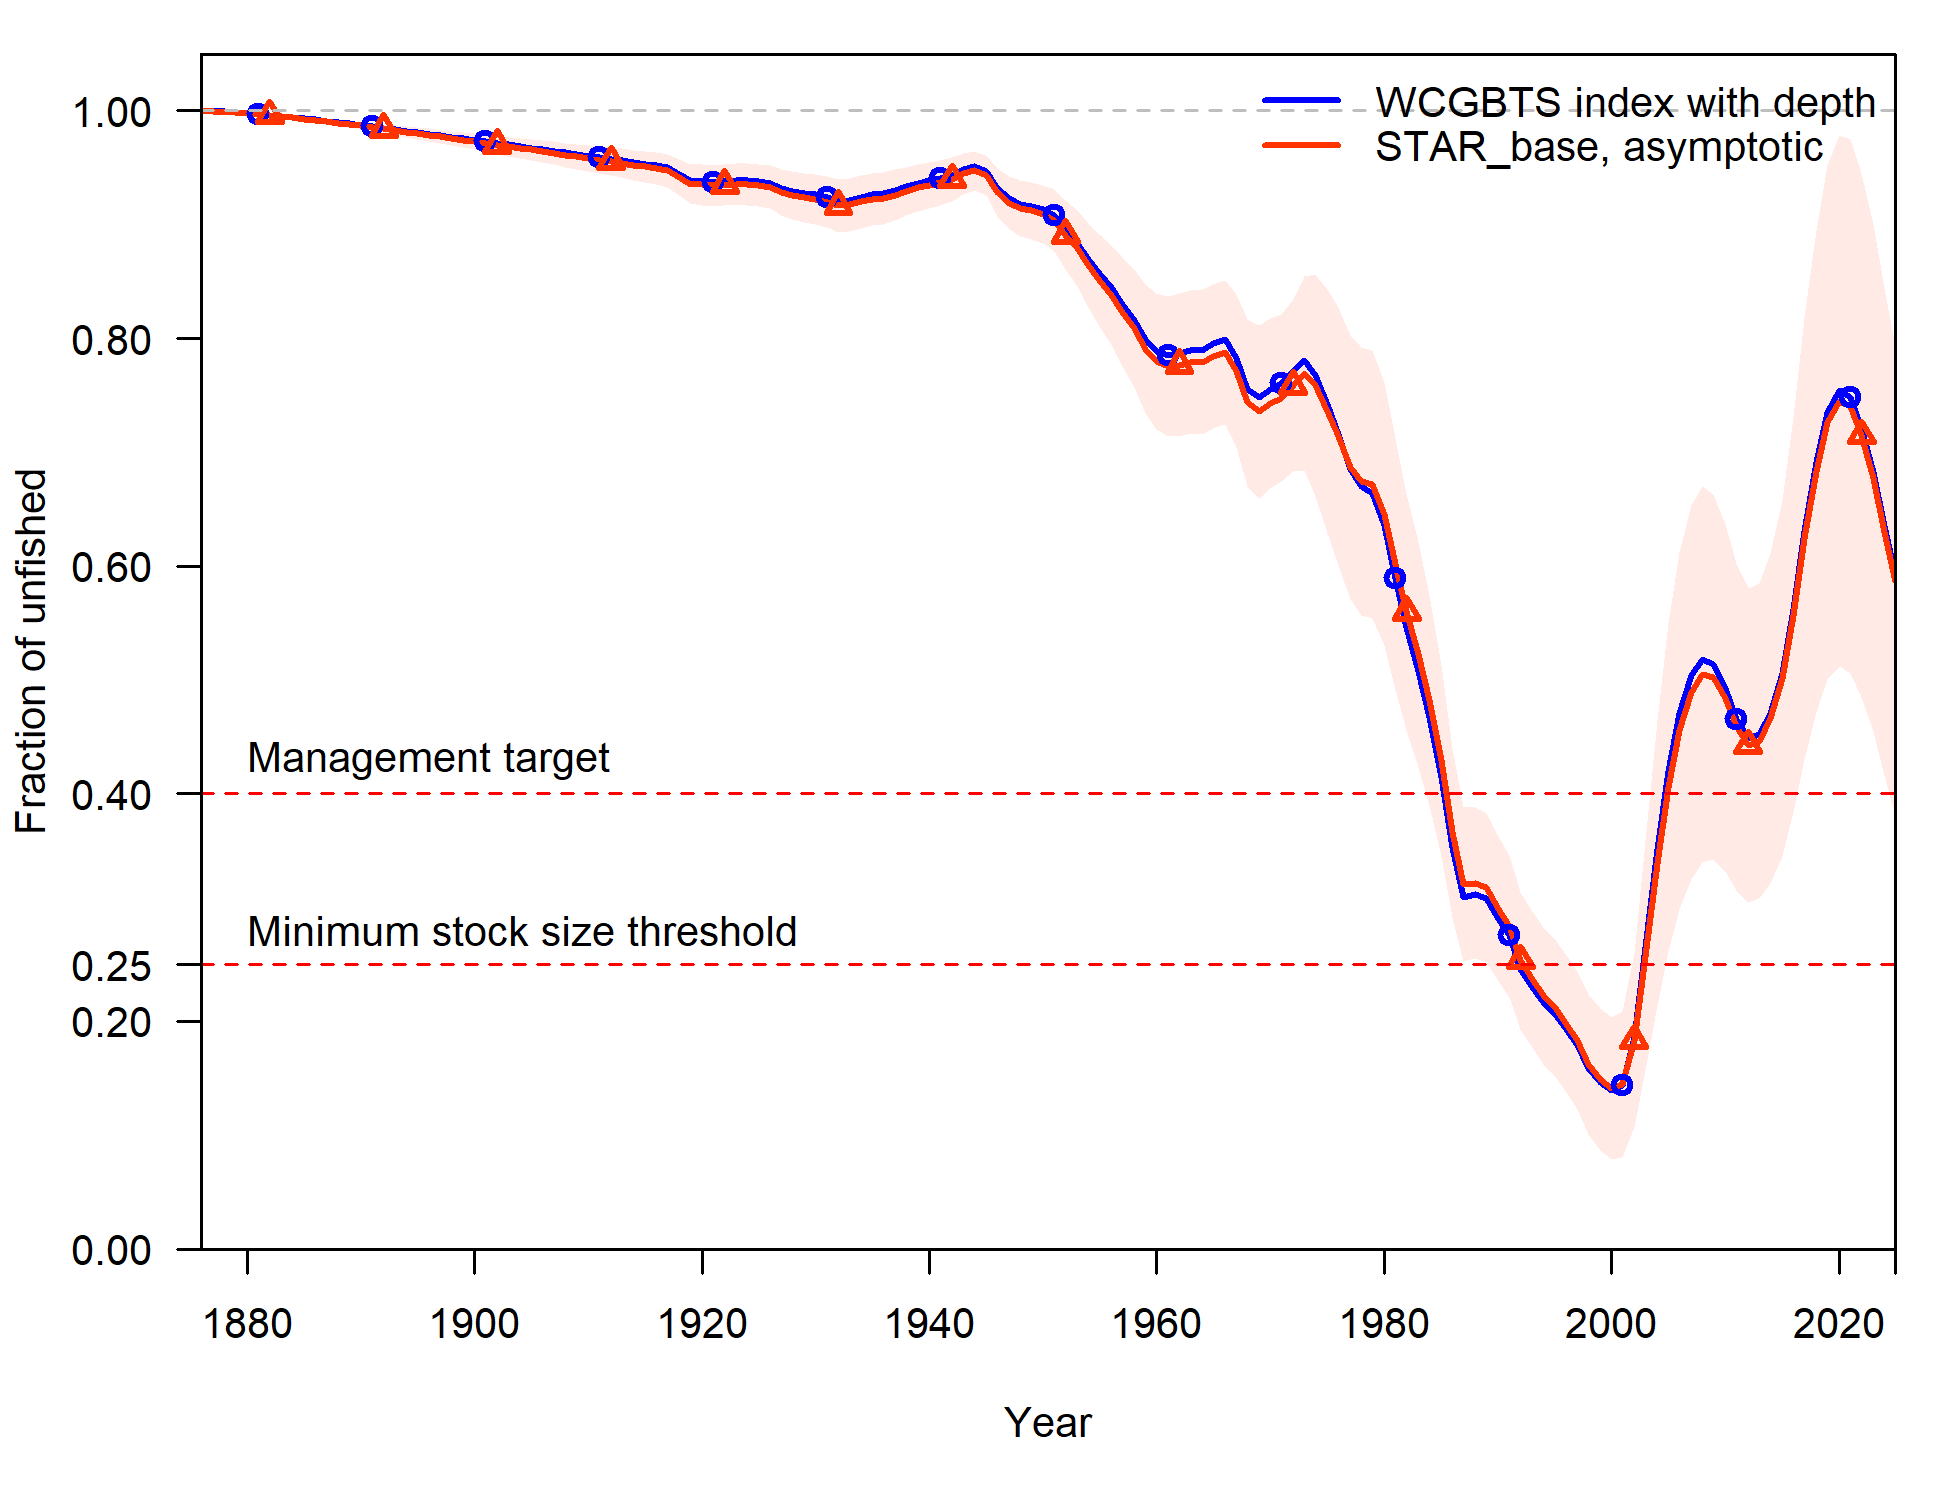 WCGBTS index with depth
STAR_base, asymptotic
1.00
0.80
0.60
0.40
0.25
0.20
0.00
Fraction of unfished
Management target
Minimum stock size threshold
1880 1900 1920 1940 1960 1980 2000 2020
Year